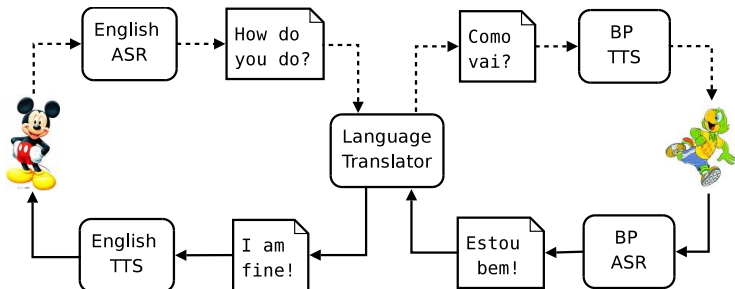 English
ASR
How do
you do?
Como
vai?
BP
TTS
Language
Translator
English
TTS
I am
fine!
Estou
bem!
BP
ASR